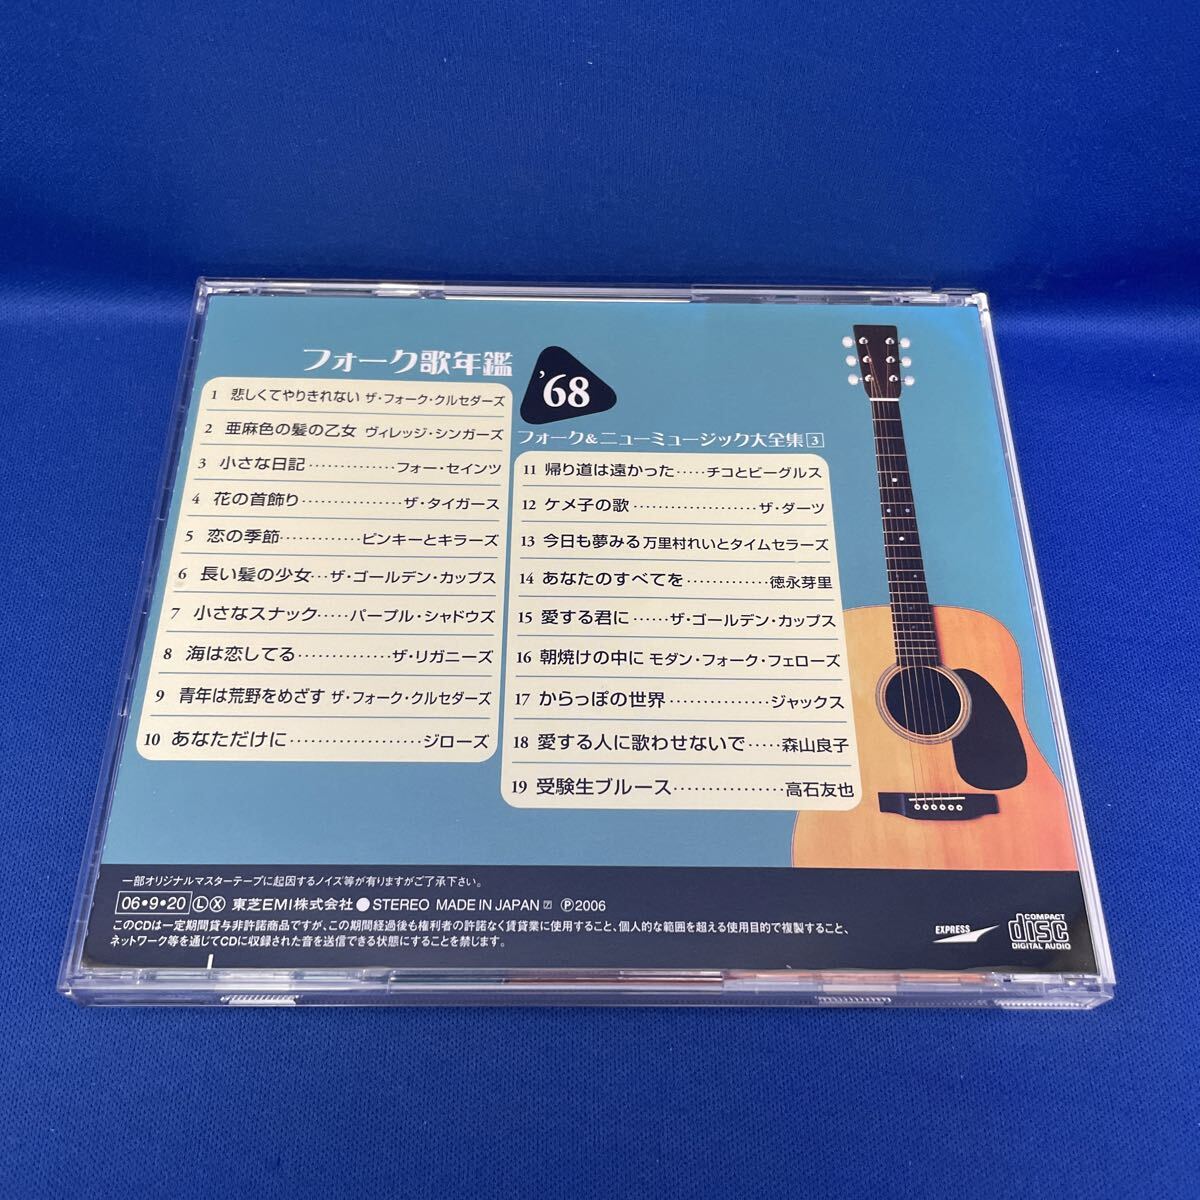 フォーク歌年鑑 '68
フォーク&ニューミュージック大全集3
1 悲しくてやりきれない ザ・フォーク・クルセダーズ
2 亜麻色の髪の乙女 ヴィレッジ・シンガーズ
3 小さな日記・・・・・・・・・・・・フォー・セインツ
4 花の首飾り・・・・・・・・・・・・・・ザ・タイガース
5 恋の季節・・・・・・・・・・・ピンキーとキラーズ
6 長い髪の少女・・・ザ・ゴールデン・カップス
7 小さなスナック・・・・・パープル・シャドウズ
8 海は恋してる・・・・・・・・・・・・・ザ・リガニーズ
9 青年は荒野をめざす ザ・フォーク・クルセダーズ
10 あなただけに・・・・・・・・・・・・・・・・・・ジローズ
11 帰り道は遠かった・・・・・チコとビーグルス
12 ケメ子の歌・・・・・・・・・・・・・・・・・・・・ザ・ダーツ
13 今日も夢みる 万里村れいとタイムセラーズ
14 あなたのすべてを・・・・・・・・・・・・徳永芽里
15 愛する君に・・・・・・ザ・ゴールデン・カップス
16 朝焼けの中に モダン・フォーク・フェローズ
17 からっぽの世界・・・・・・・・・・・・・・・ジャックス
18 愛する人に歌わせないで・・・・・森山良子
19 受験生ブルース・・・・・・・・・・・・・・・・高石友也
一部オリジナルマスターテープに起因するノイズ等が有りますがご了承下さい。
06・9・20 Ⓛ Ⓧ 東芝EMI株式会社 ●STEREO MADE IN JAPAN ℗2006
このCDは一定期間貸与非許諾商品ですが、この期間経過後も権利者の許諾なく賃貸業に使用すること、個人的な範囲を超える使用目的で複製すること、
ネットワーク等を通じてCDに収録された音を送信できる状態にすることを禁じます。
EXPRESS
COMPACT
disc
DIGITAL AUDIO